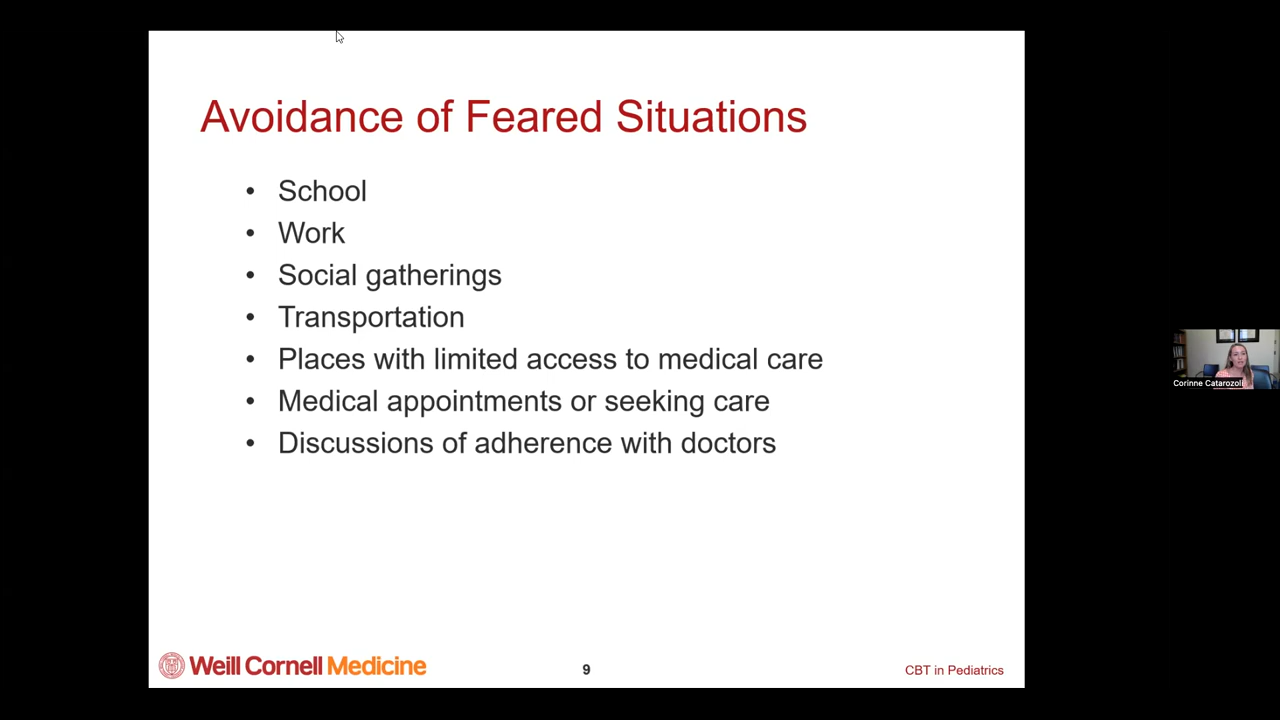 Avoidance of Feared Situations
• School
• Work
• Social gatherings
• Transportation
• Places with limited access to medical care
• Medical appointments or seeking care
• Discussions of adherence with doctors
Corinne Catarozoli
Weill Cornell Medicine
9
CBT in Pediatrics